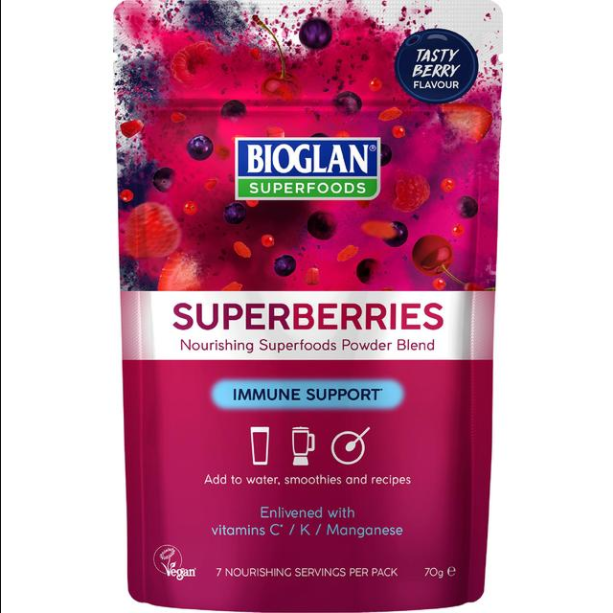 TASTY
BERRY
FLAVOUR
BIOGLAN®
SUPERFOODS
SUPERBERRIES
Nourishing Superfoods Powder Blend
IMMUNE SUPPORT*
Add to water, smoothies and recipes
Enlivened with
vitamins C* / K / Manganese
Vegan
7 NOURISHING SERVINGS PER PACK 70g ℮